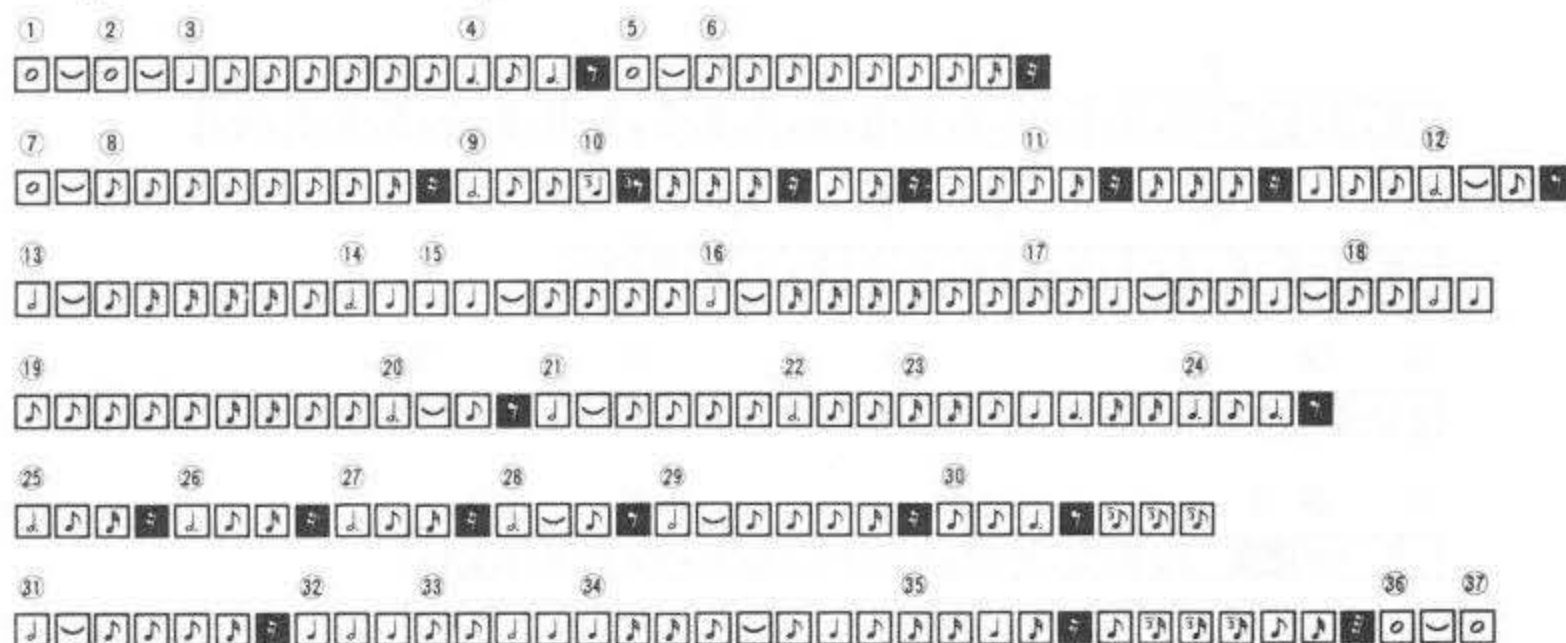 ① ② ③ ④ ⑤ ⑥
⑦ ⑧ ⑨ ⑩ ⑪ ⑫
⑬ ⑭ ⑮ ⑯ ⑰ ⑱
⑲ ⑳ ㉑ ㉒ ㉓ ㉔
㉕ ㉖ ㉗ ㉘ ㉙ ㉚
㉛ ㉜ ㉝ ㉞ ㉟ ㊱ ㊲